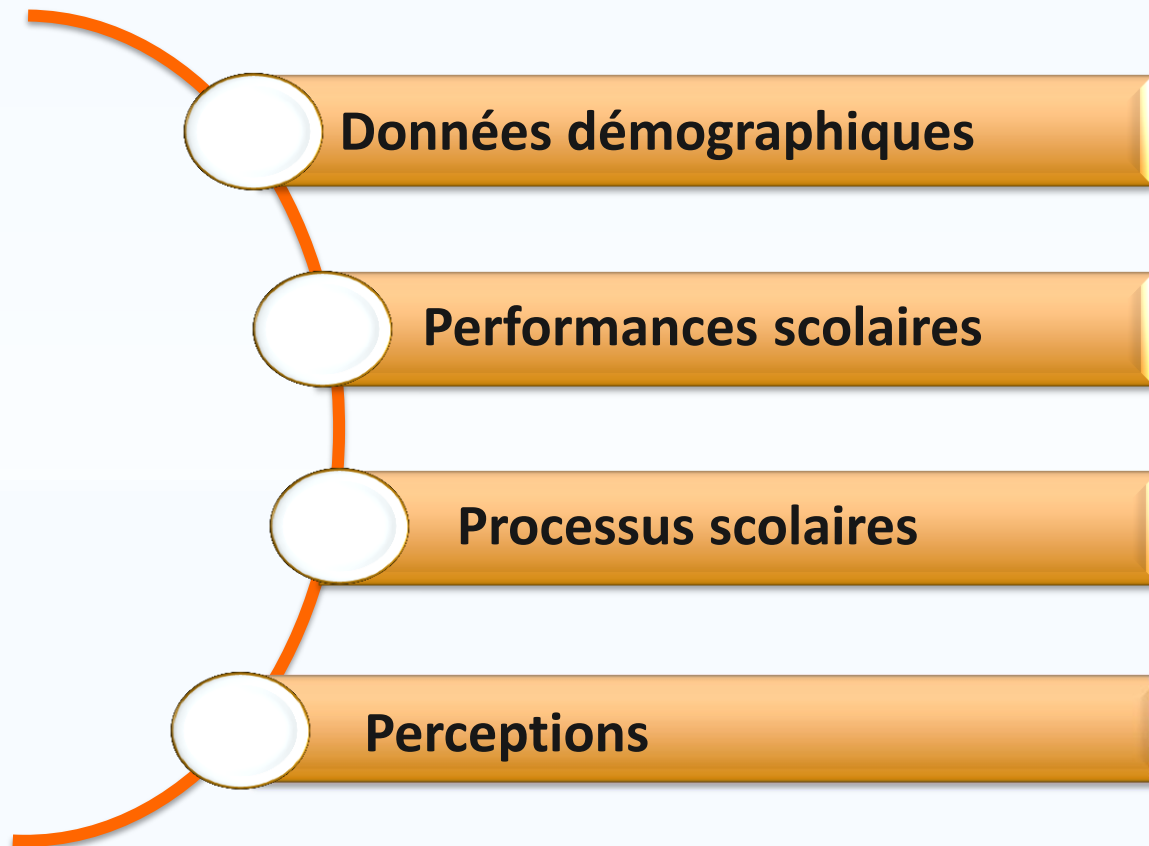 Données démographiques
Performances scolaires
Processus scolaires
Perceptions